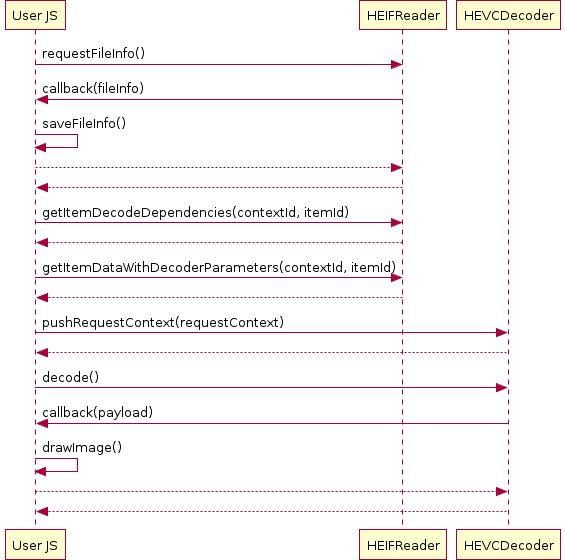 User JS HEIFReader HEVCDecoder
requestFileInfo()
callback(fileInfo)
saveFileInfo()
getItemDecodeDependencies(contextId, itemId)
getItemDataWithDecoderParameters(contextId, itemId)
pushRequestContext(requestContext)
decode()
callback(payload)
drawImage()
User JS HEIFReader HEVCDecoder